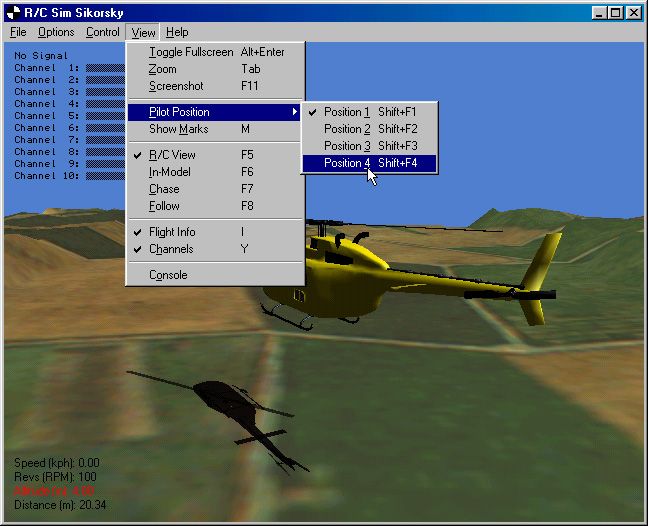 R/C Sim Sikorsky
File Options Control View Help
No Signal
Channel 1:
Channel 2:
Channel 3:
Channel 4:
Channel 5:
Channel 6:
Channel 7:
Channel 8:
Channel 9:
Channel 10:
Toggle Fullscreen Alt+Enter
Zoom Tab
Screenshot F11
Pilot Position
Show Marks M
R/C View F5
In-Model F6
Chase F7
Follow F8
Flight Info I
Channels Y
Console
Position 1 Shift+F1
Position 2 Shift+F2
Position 3 Shift+F3
Position 4 Shift+F4
Speed (kph): 0.00
Revs (RPM): 100
Distance (m): 20.34